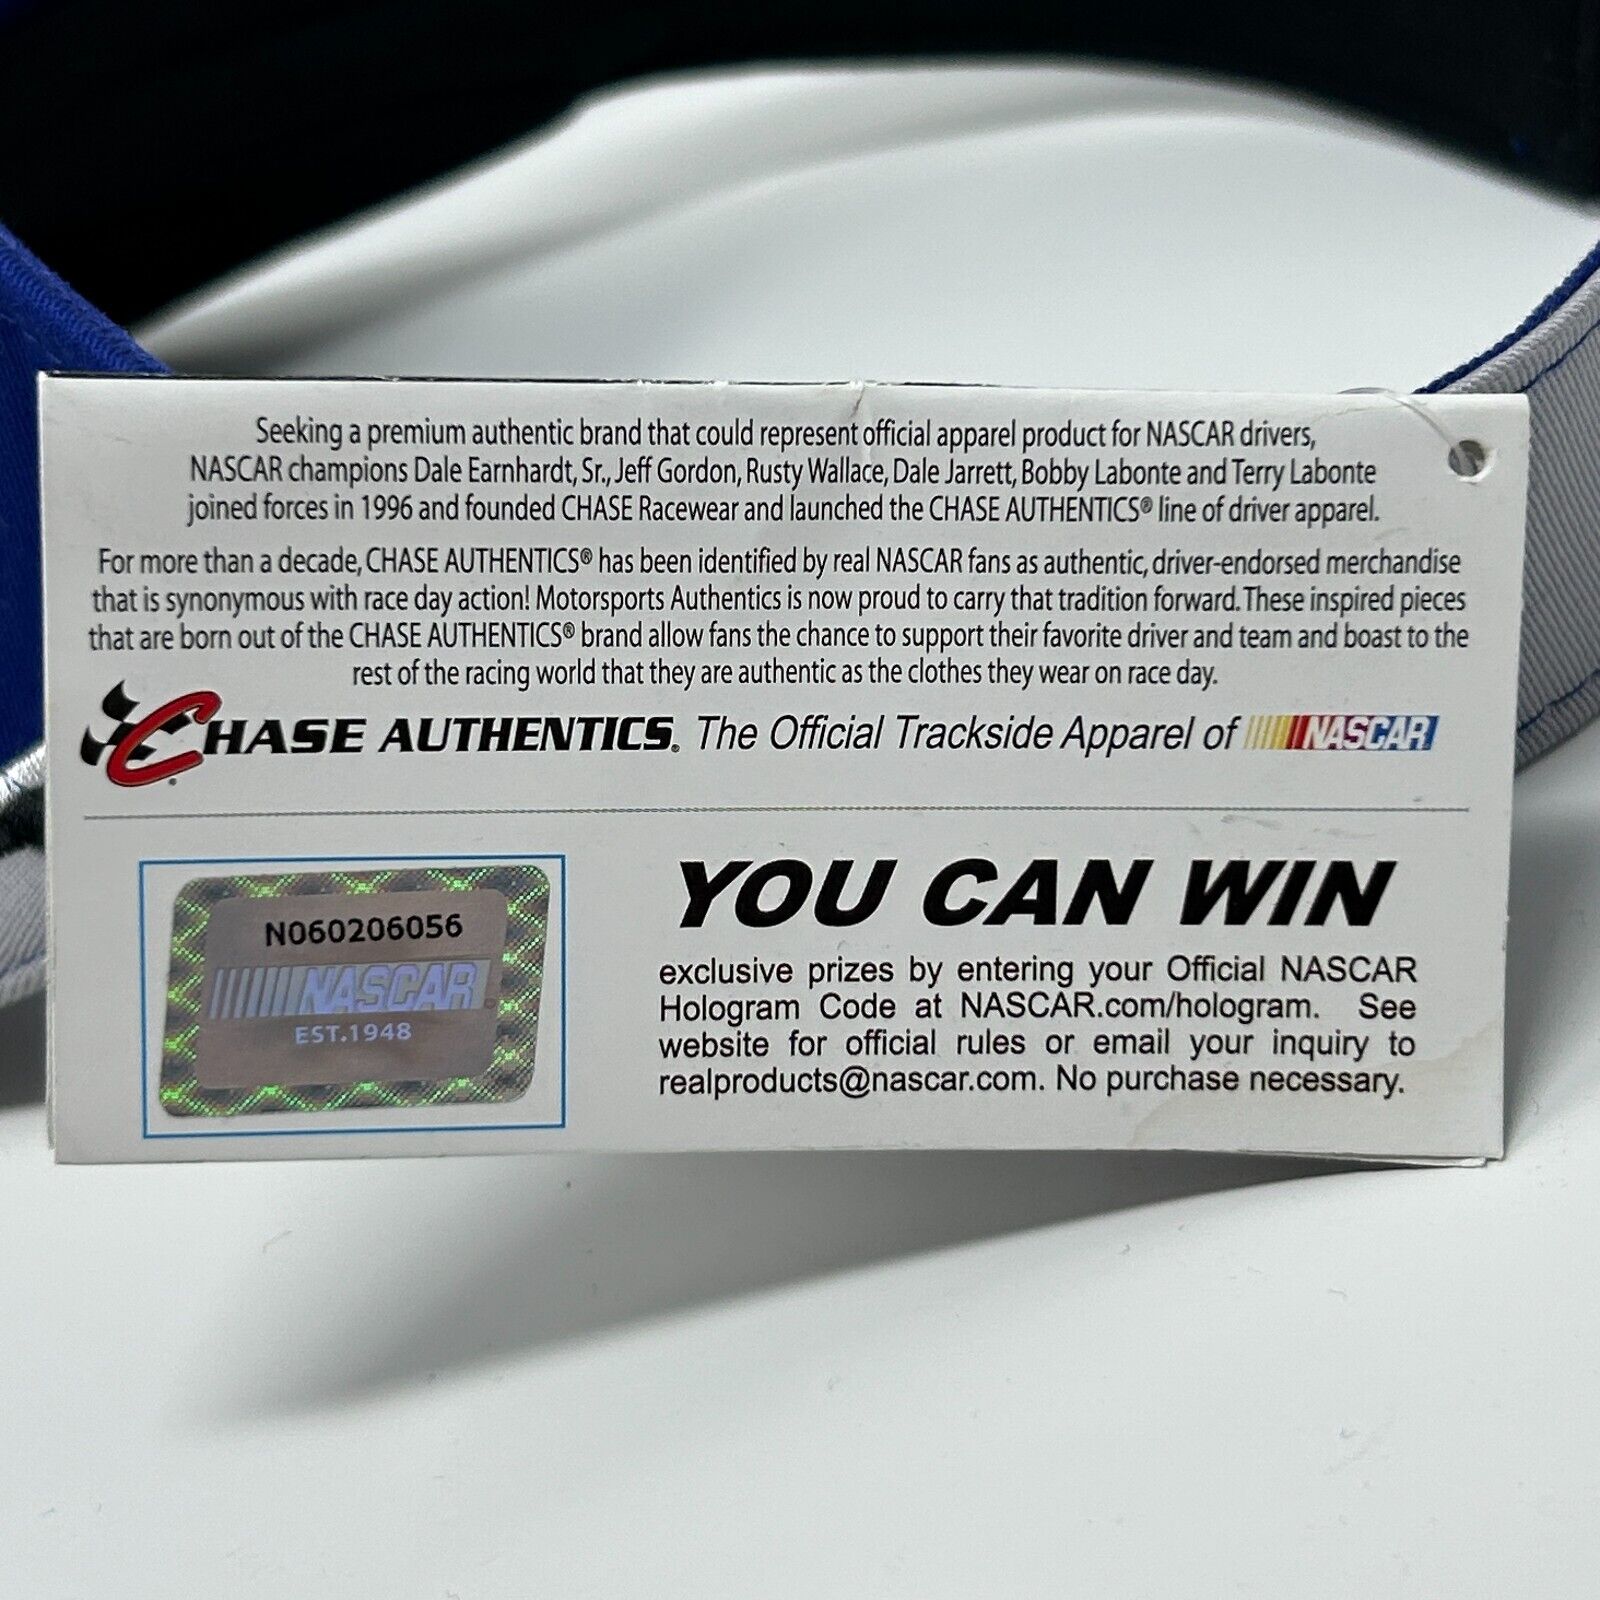 Seeking a premium authentic brand that could represent official apparel product for NASCAR drivers,
NASCAR champions Dale Earnhardt, Sr., Jeff Gordon, Rusty Wallace, Dale Jarrett, Bobby Labonte and Terry Labonte
joined forces in 1996 and founded CHASE Racewear and launched the CHASE AUTHENTICS® line of driver apparel.
For more than a decade, CHASE AUTHENTICS® has been identified by real NASCAR fans as authentic, driver-endorsed merchandise
that is synonymous with race day action! Motorsports Authentics is now proud to carry that tradition forward. These inspired pieces
that are born out of the CHASE AUTHENTICS® brand allow fans the chance to support their favorite driver and team and boast to the
rest of the racing world that they are authentic as the clothes they wear on race day.
CHASE AUTHENTICS® The Official Trackside Apparel of NASCAR
N060206056
NASCAR
EST.1948
YOU CAN WIN
exclusive prizes by entering your Official NASCAR
Hologram Code at NASCAR.com/hologram. See
website for official rules or email your inquiry to
realproducts@nascar.com. No purchase necessary.